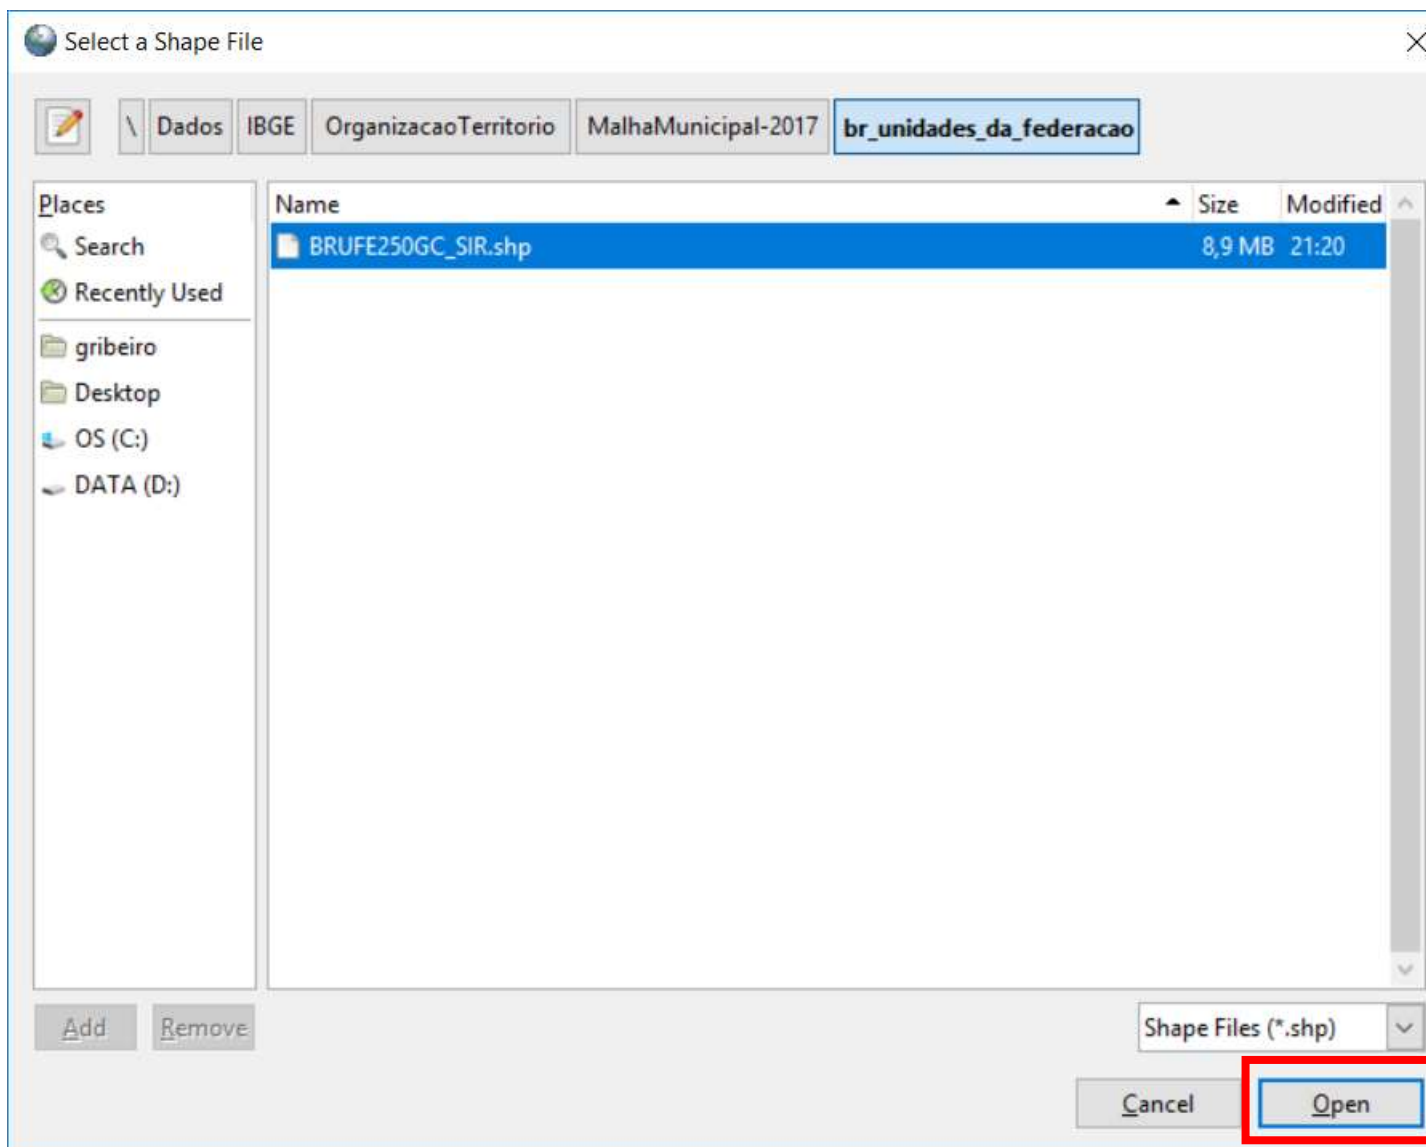 Select a Shape File
\ Dados IBGE OrganizacaoTerritorio MalhaMunicipal-2017 br_unidades_da_federacao
Places
Search
Recently Used
gribeiro
Desktop
OS (C:)
DATA (D:)
Name Size Modified
BRUFE250GC_SIR.shp 8,9 MB 21:20
Add Remove
Shape Files (*.shp)
Cancel Open